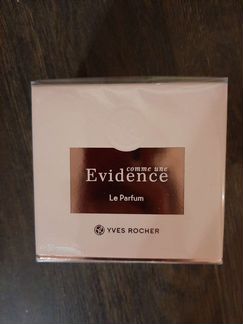 comme une
Evidence
Le Parfum
YVES ROCHER